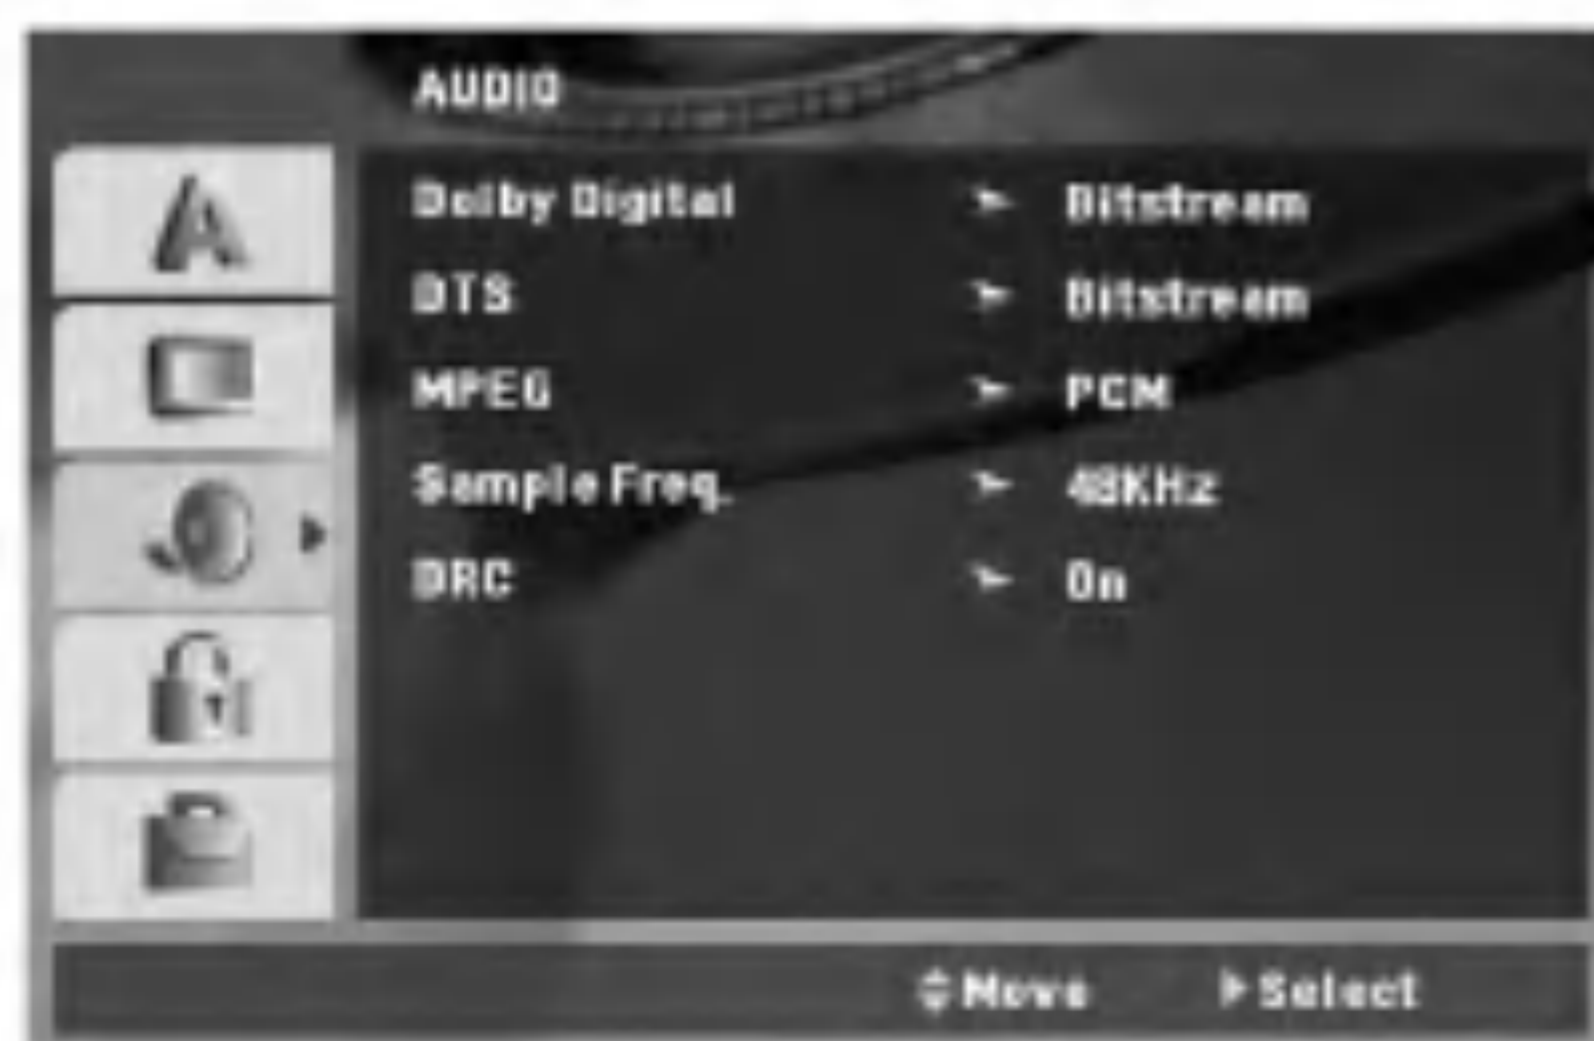 AUDIO
Dolby Digital Bitstream
DTS Bitstream
MPEG PCM
Sample Freq. 48KHz
DRC On
Move Select